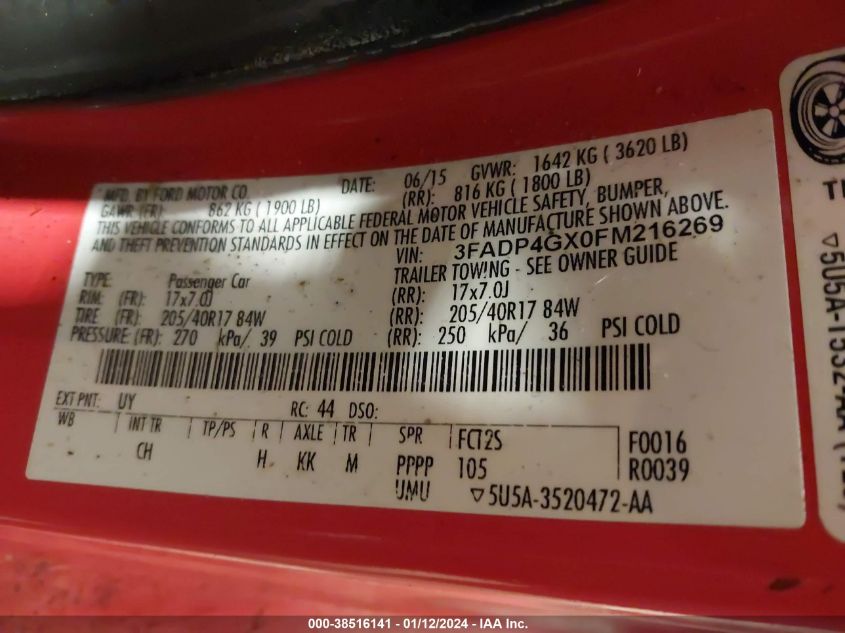 MFD. BY FORD MOTOR CO. DATE: 06/15 GVWR: 1642 KG ( 3620 LB)
GAWR (FR): 862 KG ( 1900 LB) (RR): 816 KG ( 1800 LB)
THIS VEHICLE CONFORMS TO ALL APPLICABLE FEDERAL MOTOR VEHICLE SAFETY, BUMPER,
AND THEFT PREVENTION STANDARDS IN EFFECT ON THE DATE OF MANUFACTURE SHOWN ABOVE.
VIN: 3FADP4GX0FM216269
TYPE: Passenger Car TRAILER TOWING - SEE OWNER GUIDE
RIM: (FR): 17x7.0J (RR): 17x7.0J
TIRE (FR): 205/40R17 84W (RR): 205/40R17 84W
PRESSURE (FR): 270 kPa/ 39 PSI COLD (RR): 250 kPa/ 36 PSI COLD
EXT PNT: UY RC: 44 DSO:
WB INT TR TP/PS R AXLE TR SPR FCT2S F0016
CH H KK M PPPP 105 R0039
UMU ▽5U5A-3520472-AA
▽5U5A-1532
000-38516141 - 01/12/2024 - IAA Inc.